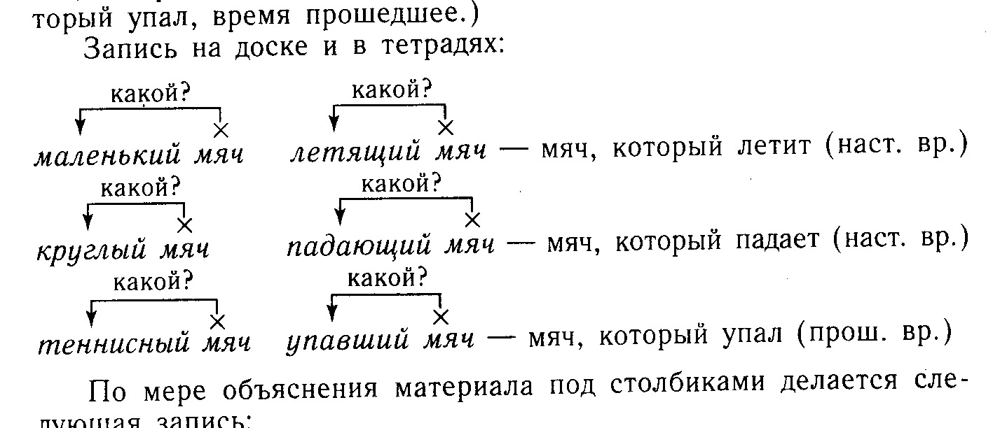 торый упал, время прошедшее.)
Запись на доске и в тетрадях:
какой? какой?
маленький мяч летящий мяч — мяч, который летит (наст. вр.)
какой? какой?
круглый мяч падающий мяч — мяч, который падает (наст. вр.)
какой? какой?
теннисный мяч упавший мяч — мяч, который упал (прош. вр.)
По мере объяснения материала под столбиками делается сле-
дующая запись: